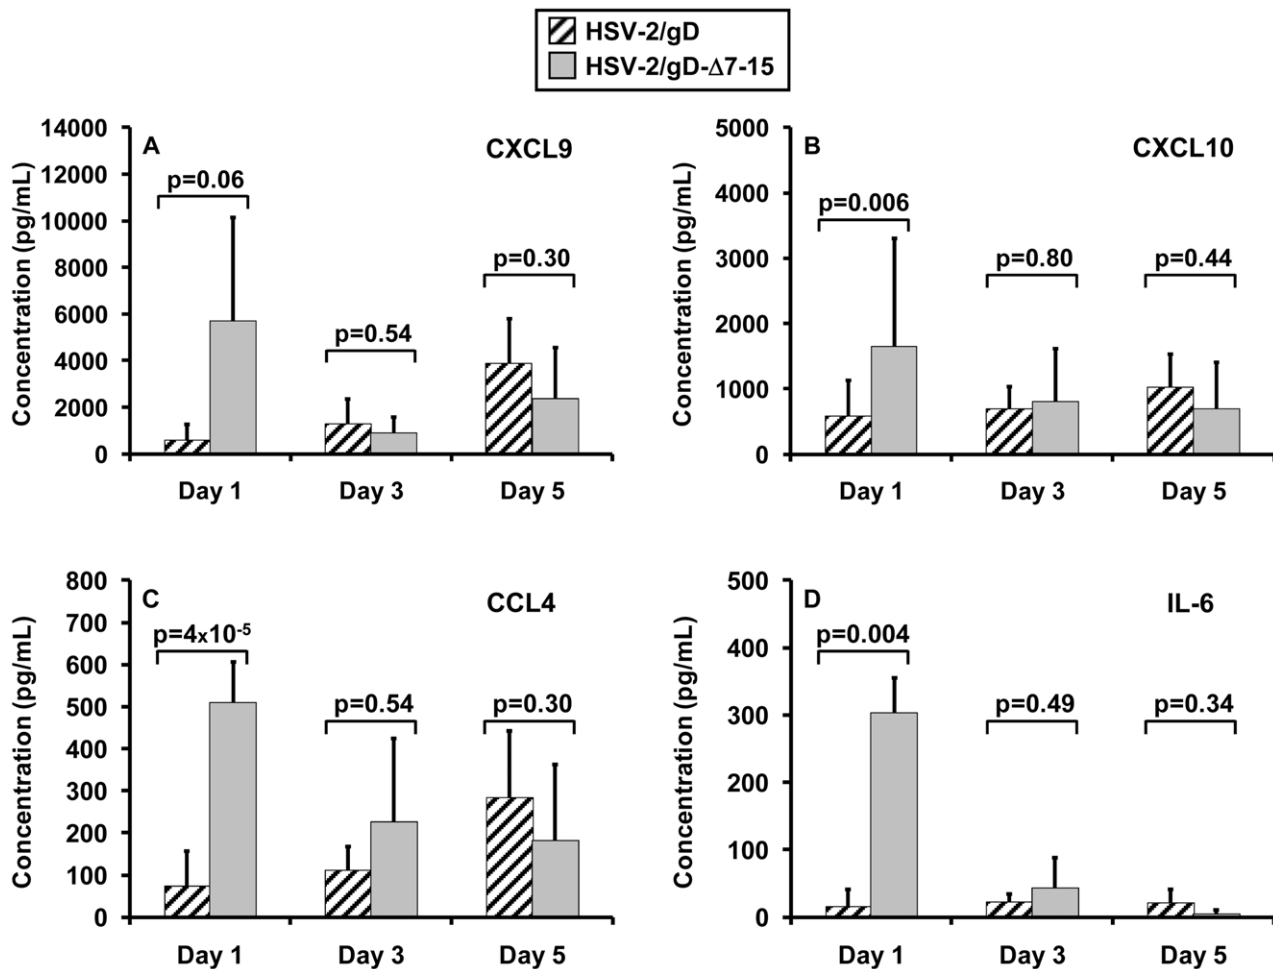 HSV-2/gD
HSV-2/gD-Δ7-15
A
CXCL9
Concentration (pg/mL)
14000
12000
10000
8000
6000
4000
2000
0
p=0.06
p=0.54
p=0.30
Day 1 Day 3 Day 5
B
CXCL10
Concentration (pg/mL)
5000
4000
3000
2000
1000
0
p=0.006
p=0.80
p=0.44
Day 1 Day 3 Day 5
C
CCL4
Concentration (pg/mL)
800
700
600
500
400
300
200
100
0
p=4x10⁻⁵
p=0.54
p=0.30
Day 1 Day 3 Day 5
D
IL-6
Concentration (pg/mL)
500
400
300
200
100
0
p=0.004
p=0.49
p=0.34
Day 1 Day 3 Day 5